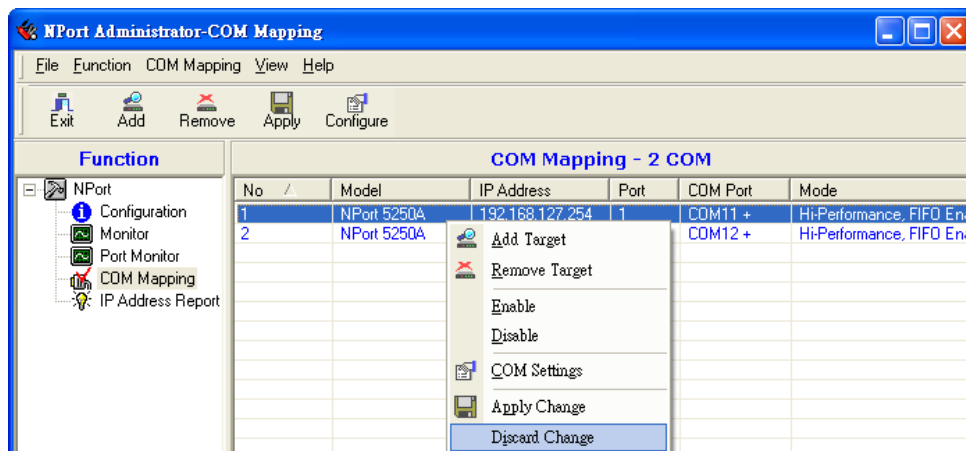 NPort Administrator-COM Mapping
File Function COM Mapping View Help
Exit Add Remove Apply Configure
Function
COM Mapping - 2 COM
NPort
Configuration
Monitor
Port Monitor
COM Mapping
IP Address Report
No Model IP Address Port COM Port Mode
1 NPort 5250A 192.168.127.254 1 COM11 + Hi-Performance, FIFO Ena
2 NPort 5250A COM12 + Hi-Performance, FIFO Ena
Add Target
Remove Target
Enable
Disable
COM Settings
Apply Change
Discard Change